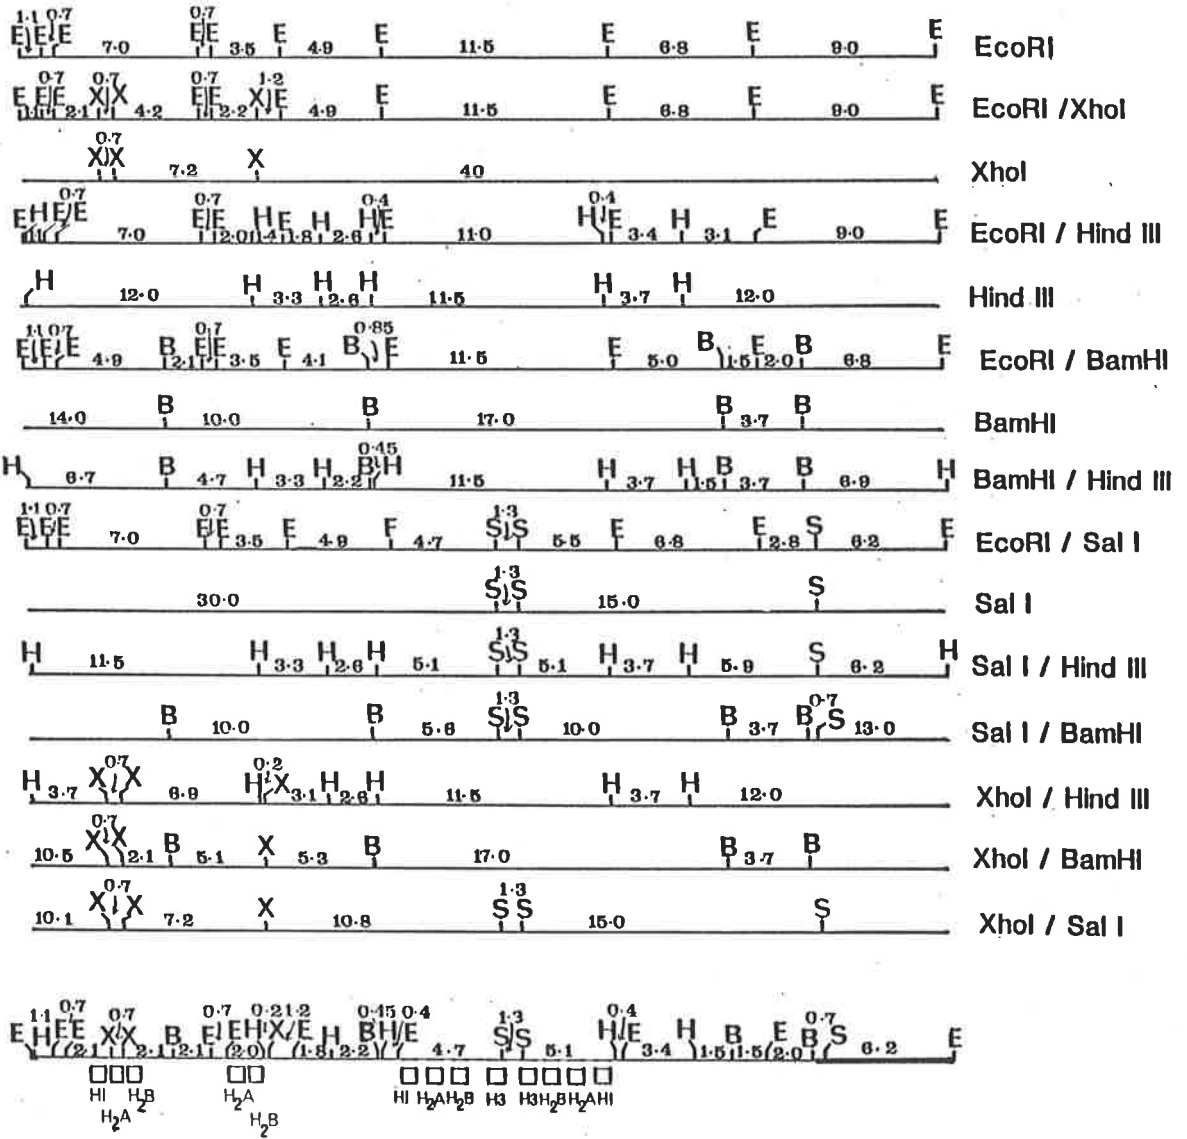 1·1 0·7 0·7
E E E E E E E E E E
7·0 3·5 4·9 11·5 6·8 9·0 EcoRI
0·7 0·7 0·7 1·2
E E E X X E E X E E E E E
1·1 2·1 4·2 2·2 4·9 11·5 6·8 9·0 EcoRI /XhoI
0·7
X X X
7·2 40 XhoI
0·7 0·7 0·4 0·4
E H E E E E H E H H E H E H E E
1·1 7·0 2·0 1·4 1·8 2·6 11·0 3·4 3·1 9·0 EcoRI / Hind III
H H H H H H
12·0 3·3 2·6 11·5 3·7 12·0 Hind III
1·1 0·7 0·7 0·85
E E E B E E E B E E B E B E
4·9 2·1 3·5 4·1 11·5 5·0 1·5 2·0 6·8 EcoRI / BamHI
B B B B
14·0 10·0 17·0 3·7 BamHI
0·45
H B H H B H H H B B H
6·7 4·7 3·3 2·2 11·5 3·7 1·5 3·7 6·9 BamHI / Hind III
1·1 0·7 0·7 1·3
E E E E E E E S S E E S E
7·0 3·5 4·9 4·7 5·5 6·8 2·8 6·2 EcoRI / Sal I
1·3
S S S
30·0 15·0 Sal I
1·3
H H H H S S H H S H
11·5 3·3 2·6 5·1 5·1 3·7 5·9 6·2 Sal I / Hind III
1·3 0·7
B B S S B B S
10·0 5·6 10·0 3·7 13·0 Sal I / BamHI
0·7 0·2
H X X H X H H H H
3·7 6·9 3·1 2·6 11·5 3·7 12·0 XhoI / Hind III
0·7
X X B X B B B
10·5 2·1 5·1 5·3 17·0 3·7 XhoI / BamHI
0·7 1·3
X X X S S S
10·1 7·2 10·8 15·0 XhoI / Sal I
1·1 0·7 0·7 0·7 0·2 1·2 0·45 0·4 1·3 0·4 0·7
E H E E X X B E E H X E H B H E S S H E H B E B S E
2·1 2·1 2·1 2·0 1·8 2·2 4·7 5·1 3·4 1·5 1·5 2·0 6·2
H1 H2A H2B H2A H2B H1 H2A H2B H3 H3 H2B H2A H1